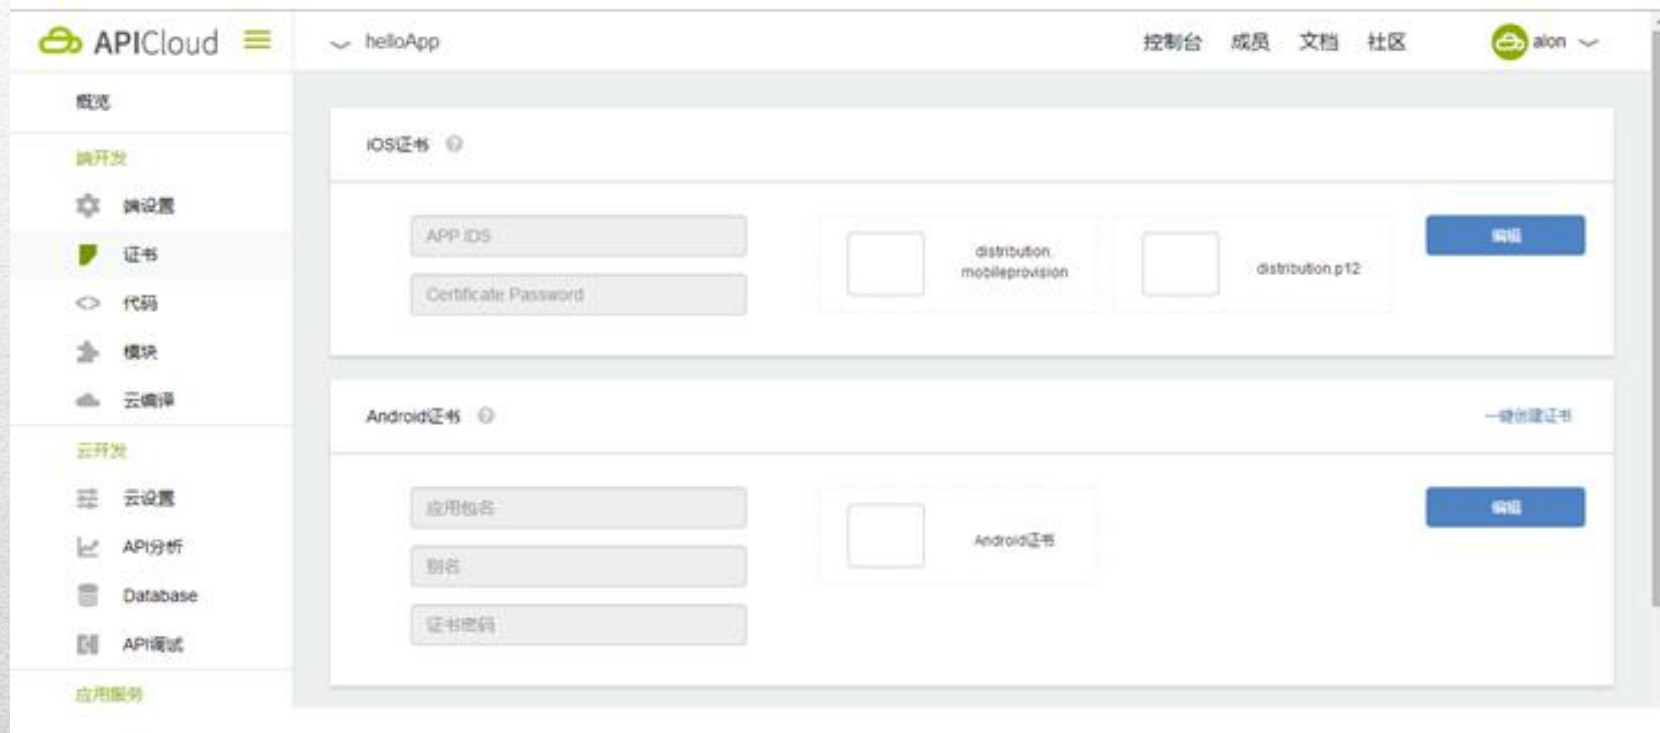 APICloud
helloApp
控制台 成员 文档 社区
alon
概览
端开发
端设置
证书
代码
模块
云编译
云开发
云设置
API分析
Database
API调试
应用服务
iOS证书
APP IDS
Certificate Password
distribution.
mobileprovision
distribution.p12
编辑
Android证书
一键创建证书
应用包名
别名
证书密码
Android证书
编辑